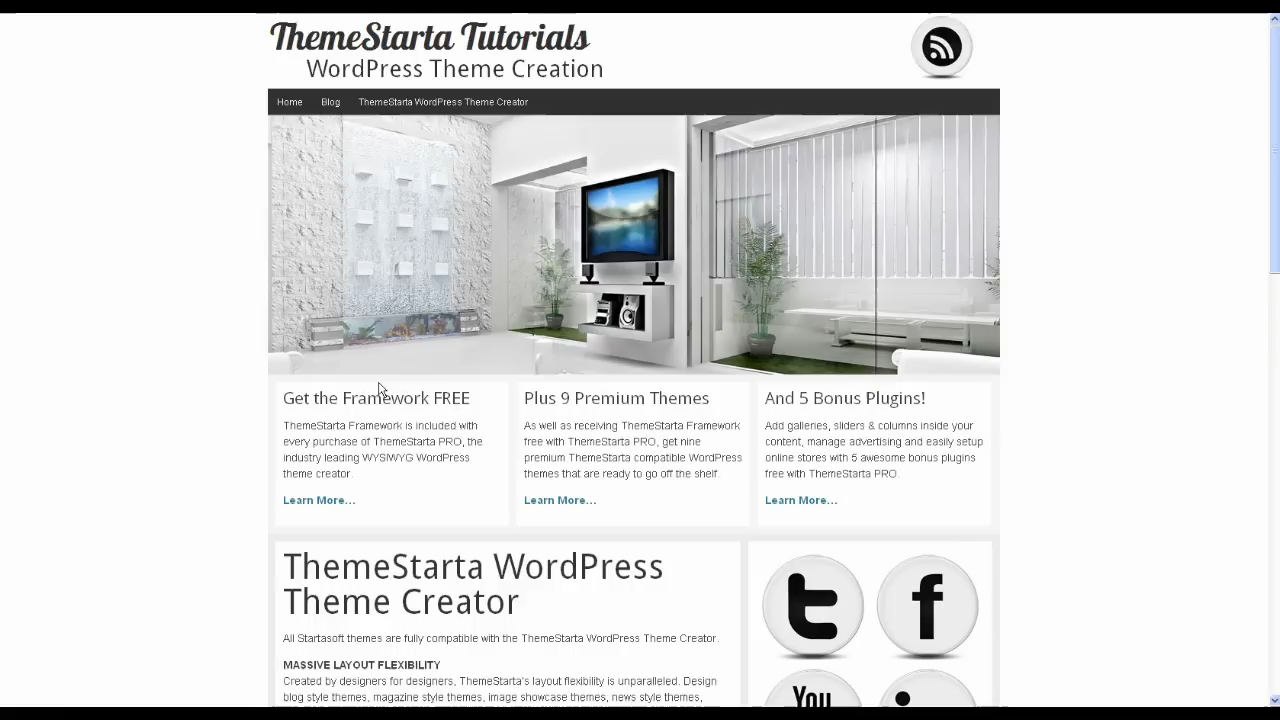 ThemeStarta Tutorials
WordPress Theme Creation
Home Blog ThemeStarta WordPress Theme Creator
Get the Framework FREE
ThemeStarta Framework is included with
every purchase of ThemeStarta PRO, the
industry leading WYSIWYG WordPress
theme creator.
Learn More...
Plus 9 Premium Themes
As well as receiving ThemeStarta Framework
free with ThemeStarta PRO, get nine
premium ThemeStarta compatible WordPress
themes that are ready to go off the shelf.
Learn More...
And 5 Bonus Plugins!
Add galleries, sliders & columns inside your
content, manage advertising and easily setup
online stores with 5 awesome bonus plugins
free with ThemeStarta PRO.
Learn More...
ThemeStarta WordPress
Theme Creator
All Startasoft themes are fully compatible with the ThemeStarta WordPress Theme Creator.
MASSIVE LAYOUT FLEXIBILITY
Created by designers for designers, ThemeStarta's layout flexibility is unparalleled. Design
blog style themes, magazine style themes, image showcase themes, news style themes,
t f
You